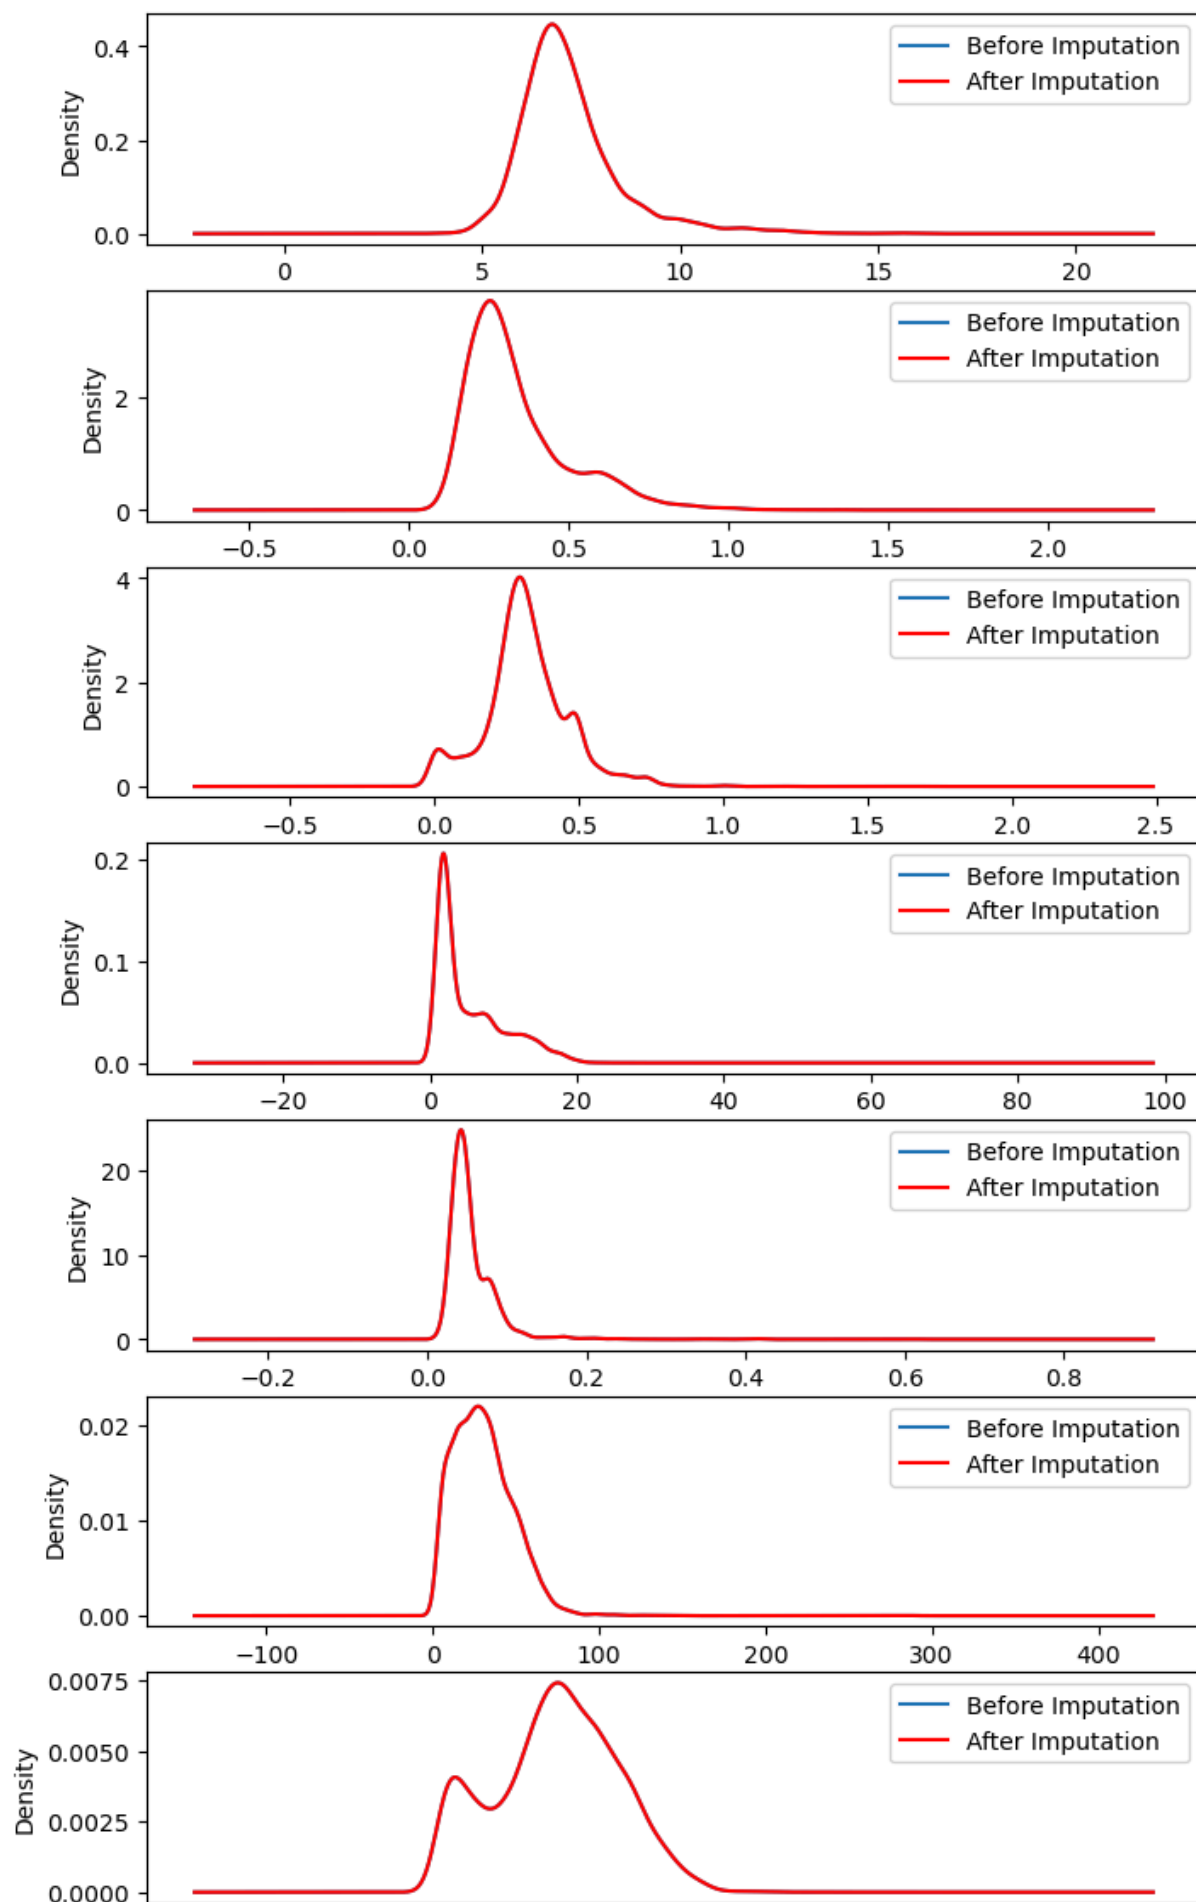 Density
0.4
0.2
0.0
Before Imputation
After Imputation
0 5 10 15 20
Density
2
0
Before Imputation
After Imputation
−0.5 0.0 0.5 1.0 1.5 2.0
Density
4
2
0
Before Imputation
After Imputation
−0.5 0.0 0.5 1.0 1.5 2.0 2.5
Density
0.2
0.1
0.0
Before Imputation
After Imputation
−20 0 20 40 60 80 100
Density
20
10
0
Before Imputation
After Imputation
−0.2 0.0 0.2 0.4 0.6 0.8
Density
0.02
0.01
0.00
Before Imputation
After Imputation
−100 0 100 200 300 400
Density
0.0075
0.0050
0.0025
0.0000
Before Imputation
After Imputation